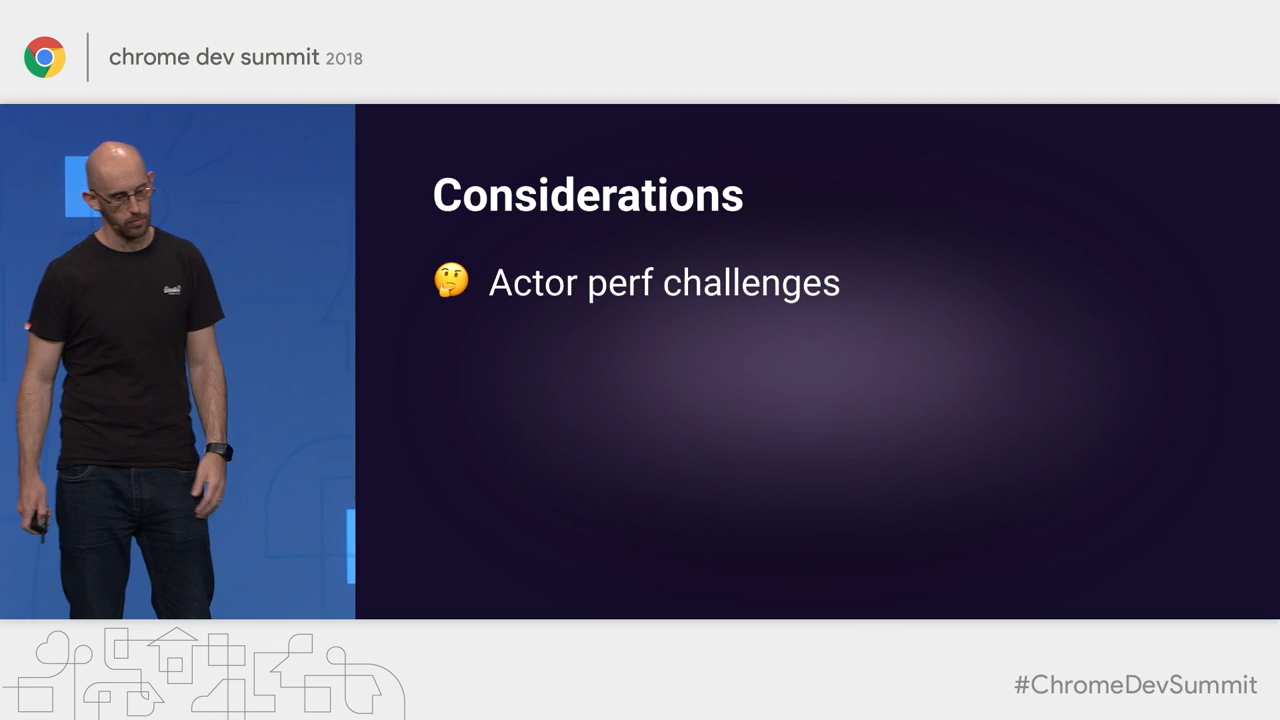 chrome dev summit 2018
Considerations
🤔 Actor perf challenges
#ChromeDevSummit